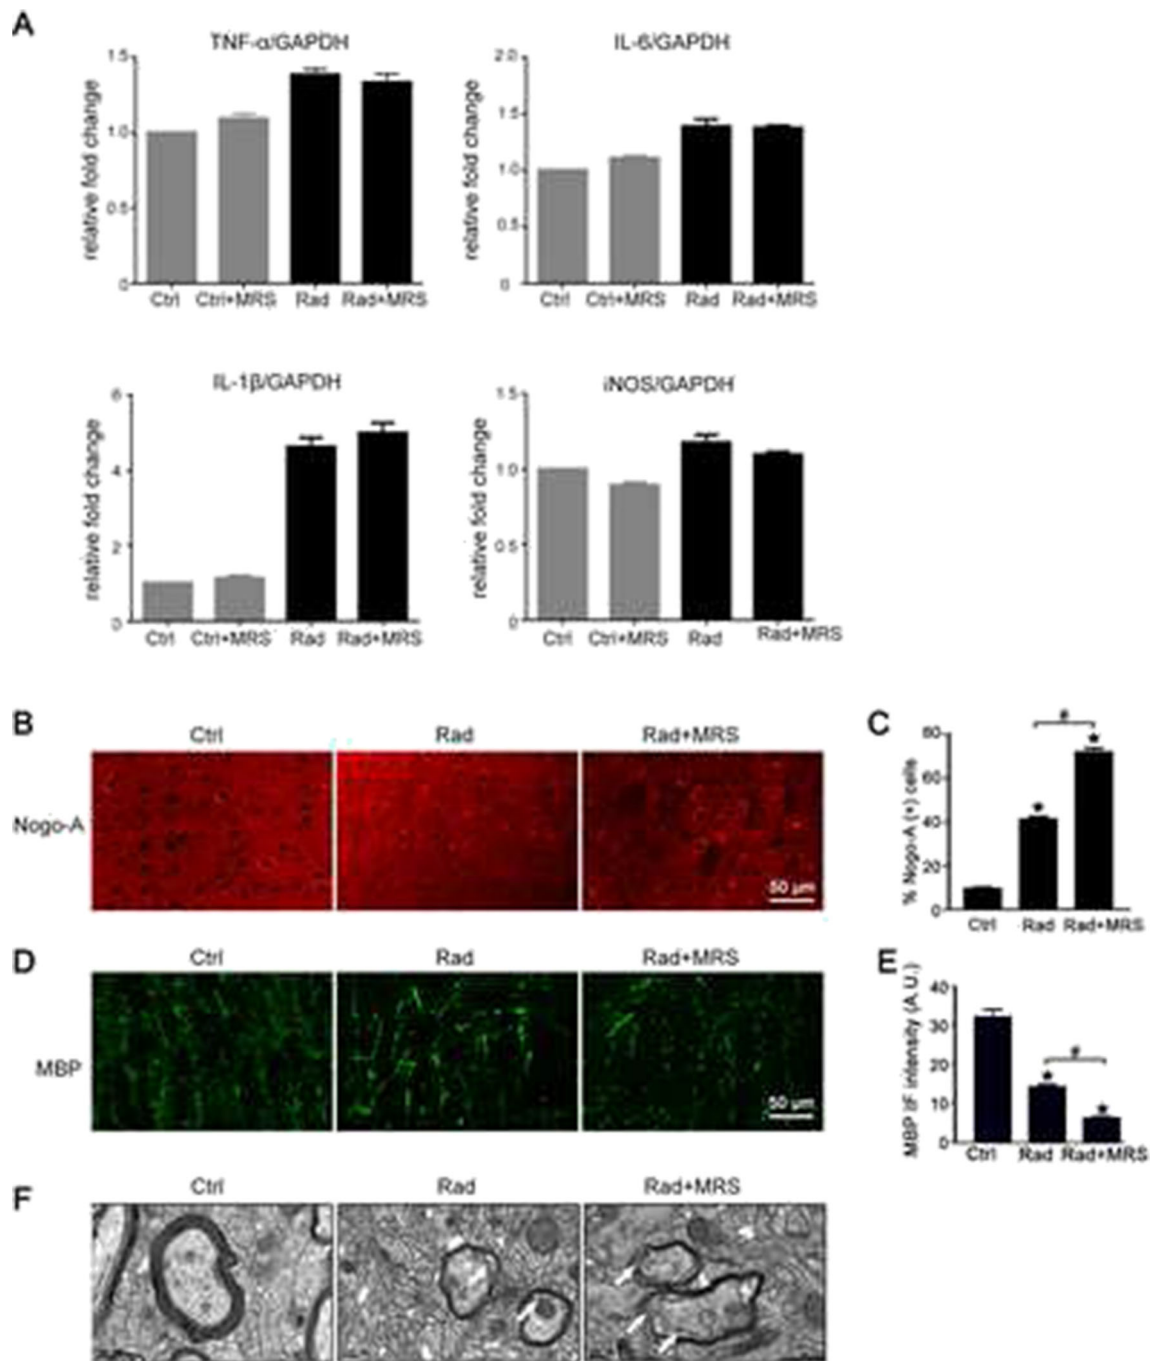 A
TNF-α/GAPDH
relative fold change
1.5
1.0
0.5
0
Ctrl Ctrl+MRS Rad Rad+MRS
IL-6/GAPDH
relative fold change
2.0
1.5
1.0
0.5
0
Ctrl Ctrl+MRS Rad Rad+MRS
IL-1β/GAPDH
relative fold change
6
4
2
0
Ctrl Ctrl+MRS Rad Rad+MRS
iNOS/GAPDH
relative fold change
1.5
1.0
0.5
0
Ctrl Ctrl+MRS Rad Rad+MRS
B
Ctrl Rad Rad+MRS
Nogo-A
50 µm
C
% Nogo-A (+) cells
80
60
40
20
0
#
* *
Ctrl Rad Rad+MRS
D
Ctrl Rad Rad+MRS
MBP
50 µm
E
MBP IF intensity (A.U.)
40
30
20
10
0
#
* *
Ctrl Rad Rad+MRS
F
Ctrl Rad Rad+MRS